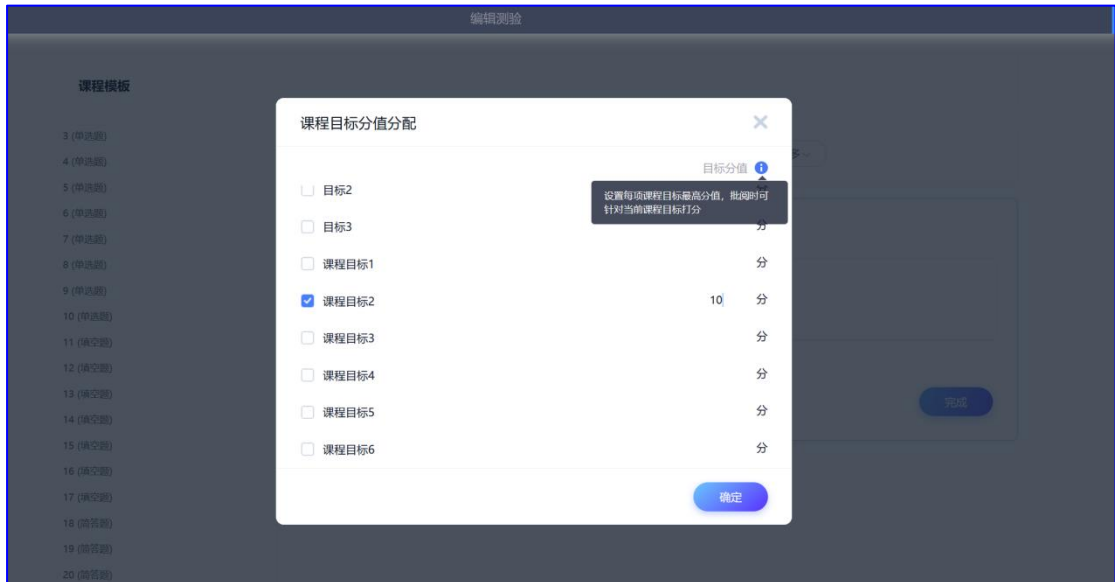 编辑测验
课程模板
3 (单选题)
4 (单选题)
5 (单选题)
6 (单选题)
7 (单选题)
8 (单选题)
9 (单选题)
10 (单选题)
11 (填空题)
12 (填空题)
13 (填空题)
14 (填空题)
15 (填空题)
16 (填空题)
17 (填空题)
18 (简答题)
19 (简答题)
20 (简答题)
课程目标分值分配
目标分值
设置每项课程目标最高分值，批阅时可
针对当前课程目标打分
目标2
目标3 分
课程目标1 分
课程目标2 10 分
课程目标3 分
课程目标4 分
课程目标5 分
课程目标6 分
确定
多
完成